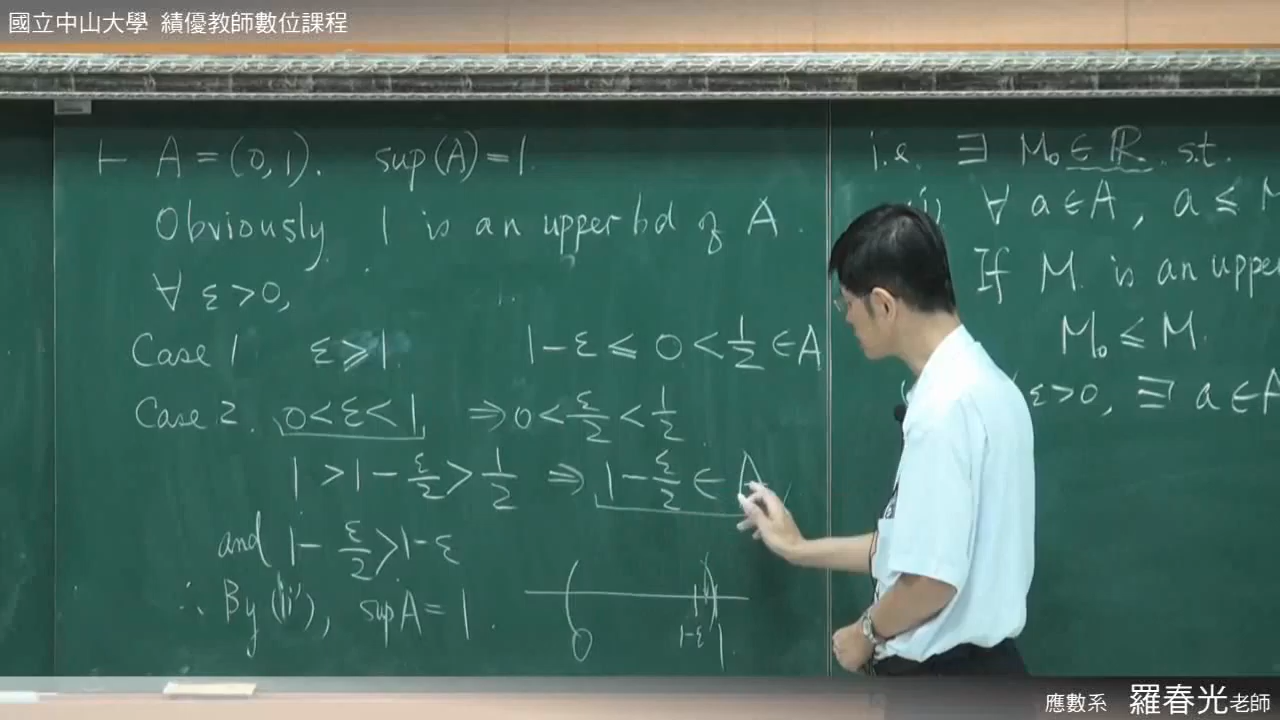 國立中山大學 績優教師數位課程
⊢ A=(0,1). sup(A)=1.
Obviously 1 is an upper bd of A.
∀ ε>0,
Case 1 ε≥1. 1-ε≤0<1/2∈A
Case 2. 0<ε<1 ⇒0<ε/2<1/2.
1>1-ε/2>1/2 ⇒ 1-ε/2∈A
and 1-ε/2>1-ε
∴ By (ii'), supA=1.
0 1-ε 1
i.e. ∃ M₀∈ℝ s.t.
∀ a∈A, a≤M
If M is an upper
M₀≤M.
ε>0, ∃ a∈A
應數系 羅春光老師